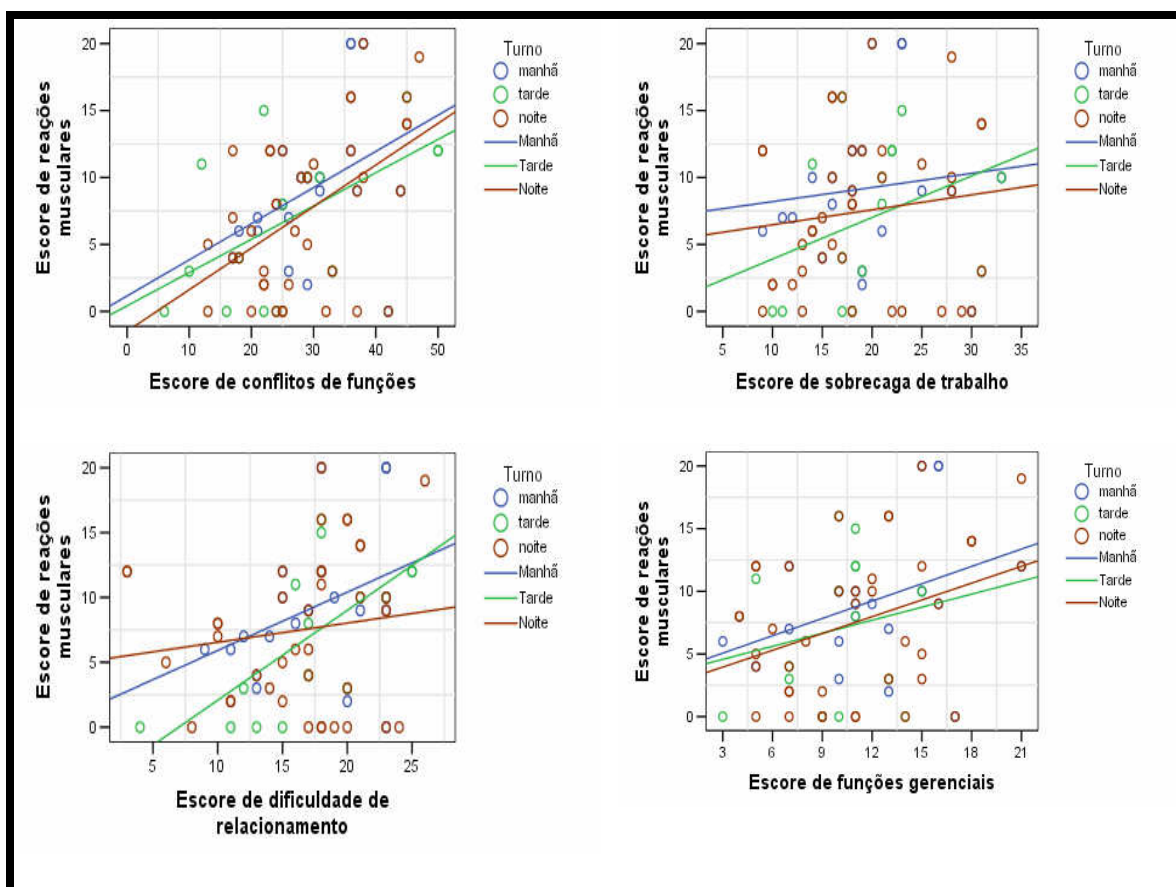 Escore de reações
musculares
20
15
10
5
0
0
10
20
30
40
50
Escore de conflitos de funções
Turno
manhã
tarde
noite
Manhã
Tarde
Noite
Escore de reações
musculares
20
15
10
5
0
5
10
15
20
25
30
35
Escore de sobrecaga de trabalho
Turno
manhã
tarde
noite
Manhã
Tarde
Noite
Escore de reações
musculares
20
15
10
5
0
5
10
15
20
25
Escore de dificuldade de
relacionamento
Turno
manhã
tarde
noite
Manhã
Tarde
Noite
Escore de reações
musculares
20
15
10
5
0
3
6
9
12
15
18
21
Escore de funções gerenciais
Turno
manhã
tarde
noite
Manhã
Tarde
Noite